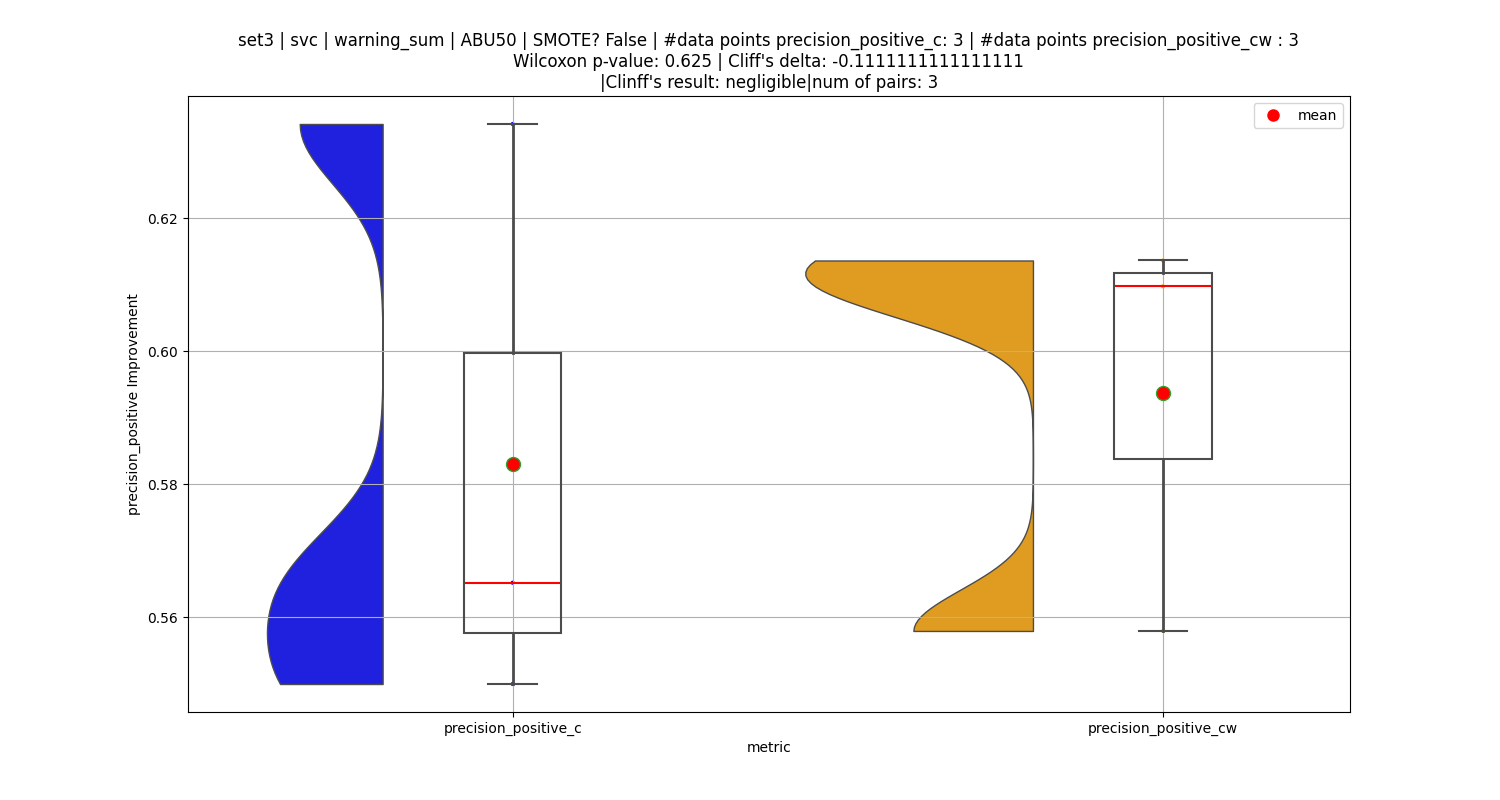 set3 | svc | warning_sum | ABU50 | SMOTE? False | #data points precision_positive_c: 3 | #data points precision_positive_cw : 3
Wilcoxon p-value: 0.625 | Cliff's delta: -0.1111111111111111
|Clinff's result: negligible|num of pairs: 3
mean
0.62
0.60
0.58
0.56
precision_positive Improvement
precision_positive_c
precision_positive_cw
metric